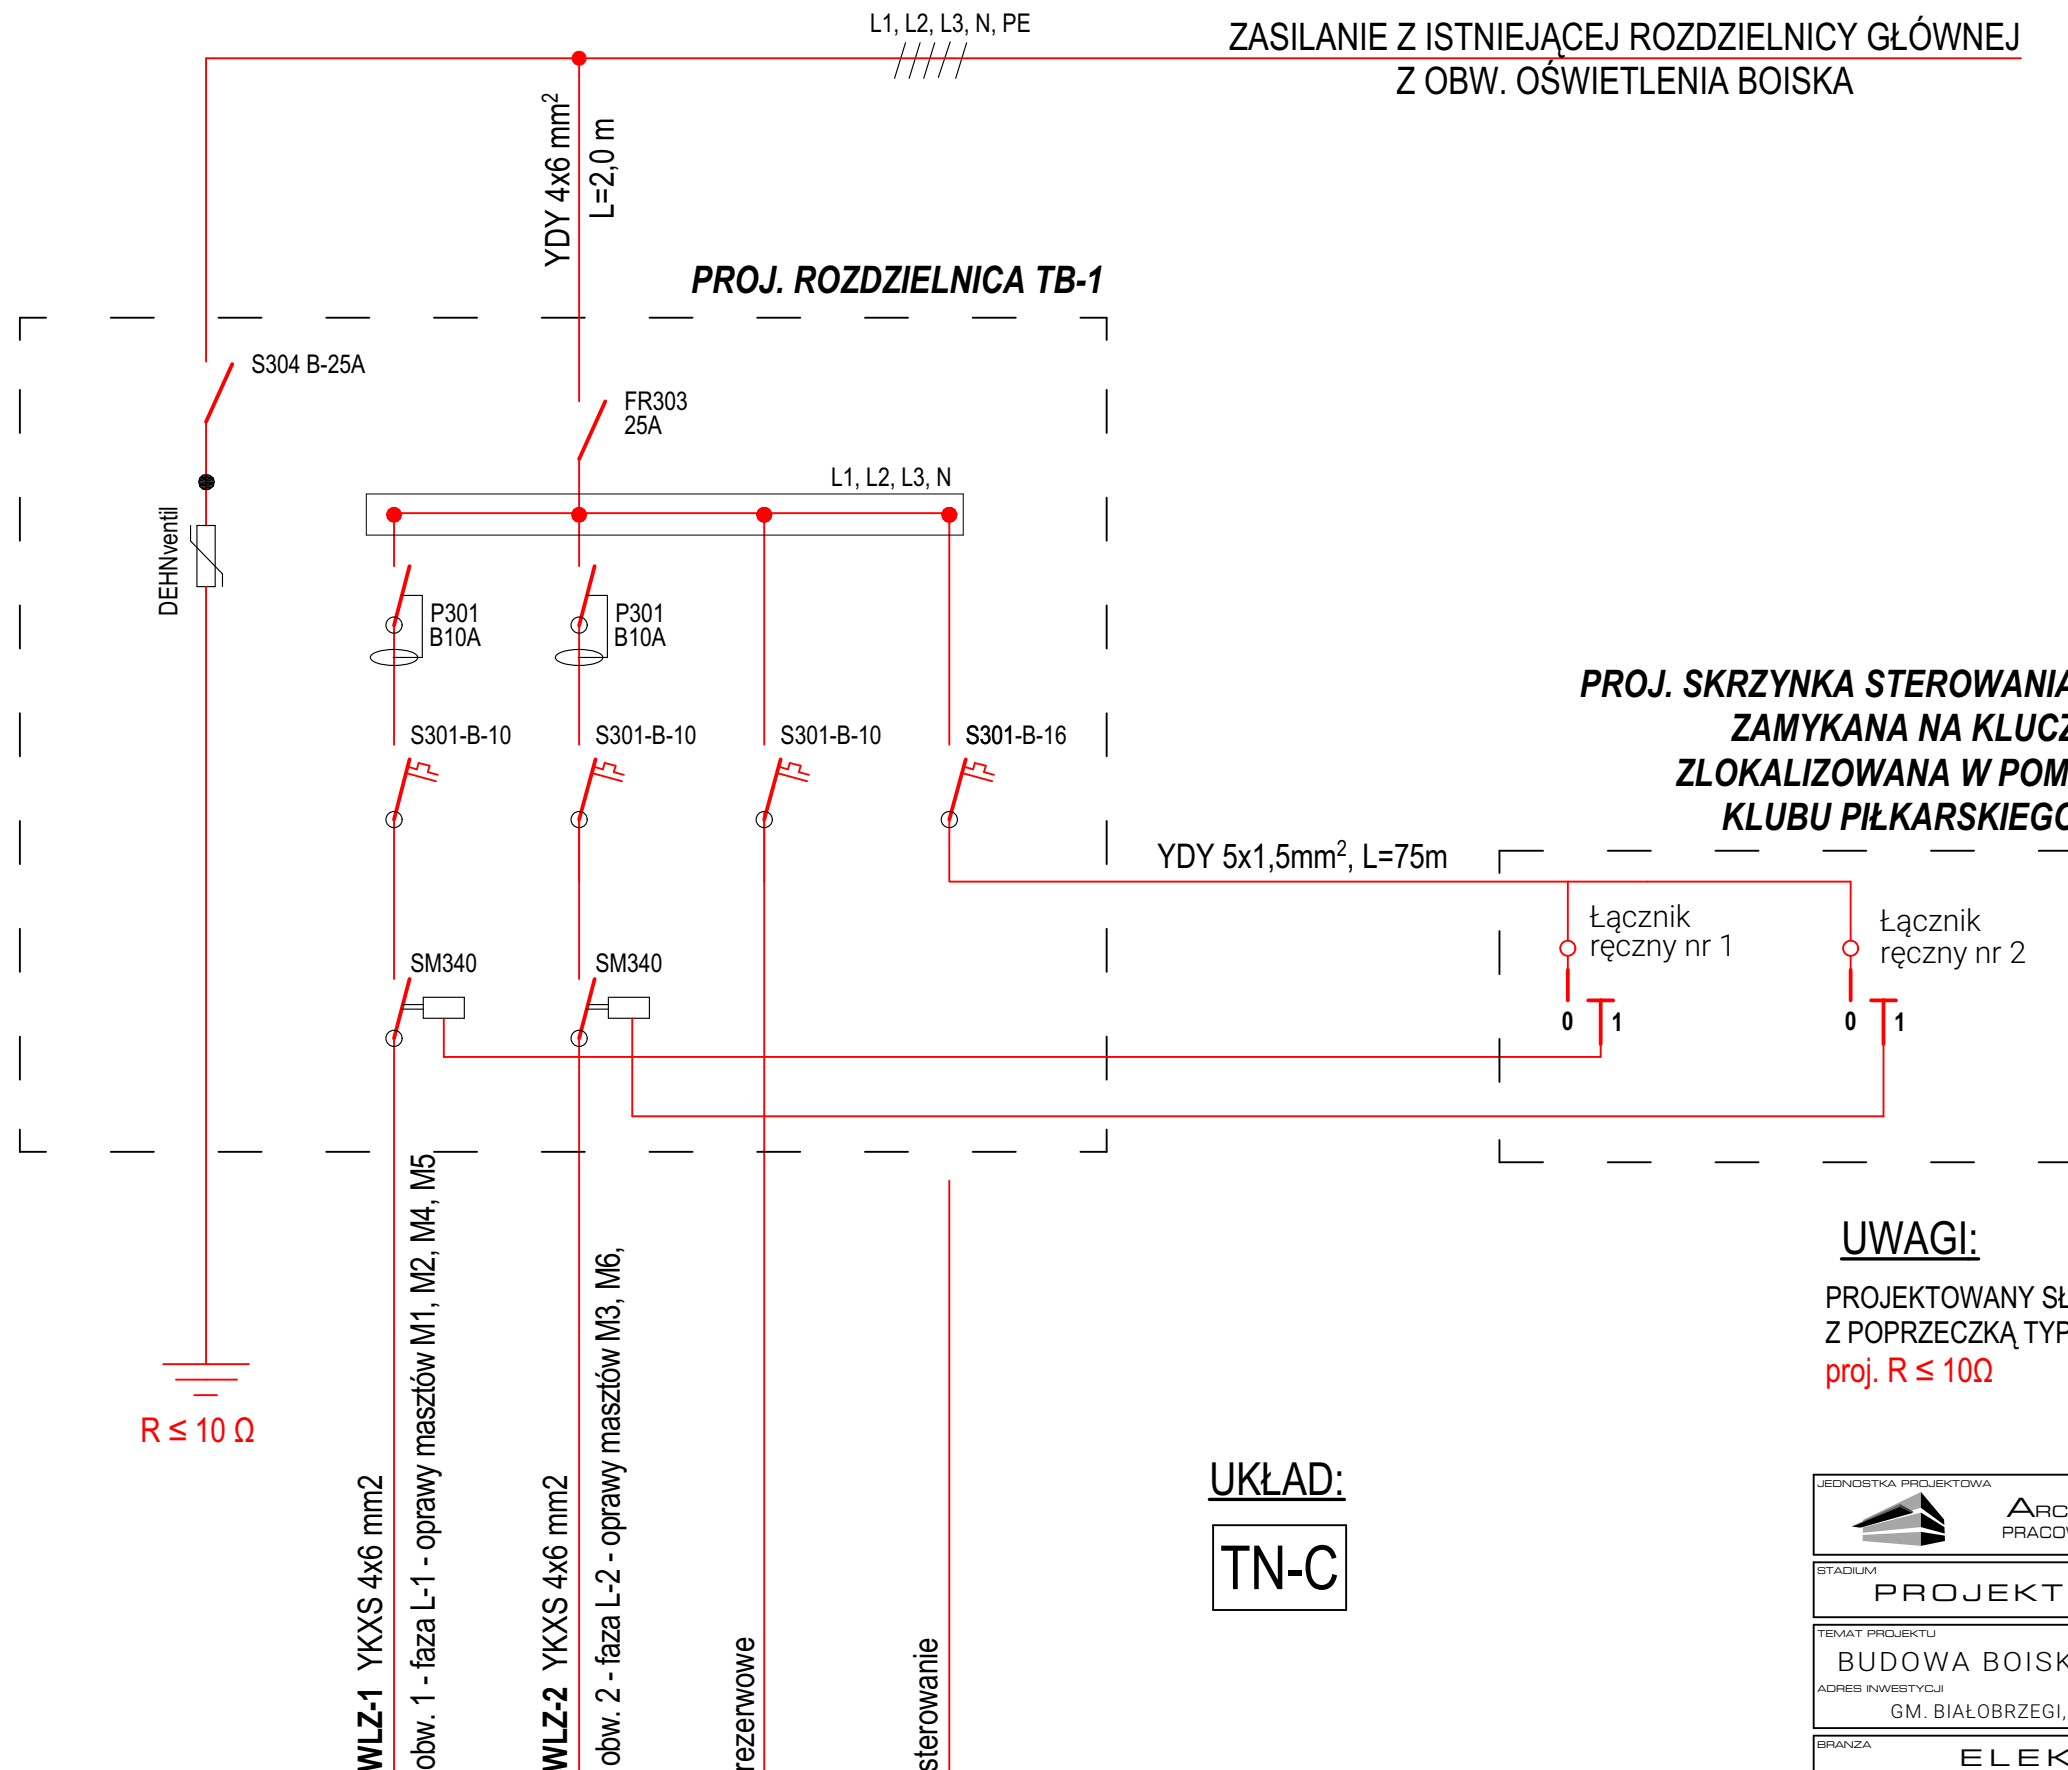 L1, L2, L3, N, PE
ZASILANIE Z ISTNIEJĄCEJ ROZDZIELNICY GŁÓWNEJ
Z OBW. OŚWIETLENIA BOISKA
YDY 4x6 mm²
L=2,0 m
PROJ. ROZDZIELNICA TB-1
S304 B-25A
FR303
25A
L1, L2, L3, N
DEHNventil
P301
B10A
P301
B10A
S301-B-10
S301-B-10
S301-B-10
S301-B-16
PROJ. SKRZYNKA STEROWANIA
ZAMYKANA NA KLUCZ
ZLOKALIZOWANA W POM
KLUBU PIŁKARSKIEGO
YDY 5x1,5mm², L=75m
Łącznik
ręczny nr 1
Łącznik
ręczny nr 2
SM340
SM340
0 1
0 1
R ≤ 10 Ω
WLZ-1 YKXS 4x6 mm2
obw. 1 - faza L-1 - oprawy masztów M1, M2, M4, M5
WLZ-2 YKXS 4x6 mm2
obw. 2 - faza L-2 - oprawy masztów M3, M6,
rezerwowe
sterowanie
UWAGI:
PROJEKTOWANY SŁ
Z POPRZECZKĄ TYP
proj. R ≤ 10Ω
UKŁAD:
TN-C
JEDNOSTKA PROJEKTOWA
ARC
PRACOW
STADIUM
PROJEKT
TEMAT PROJEKTU
BUDOWA BOISK
ADRES INWESTYCJI
GM. BIAŁOBRZEGI,
BRANZA
ELEK